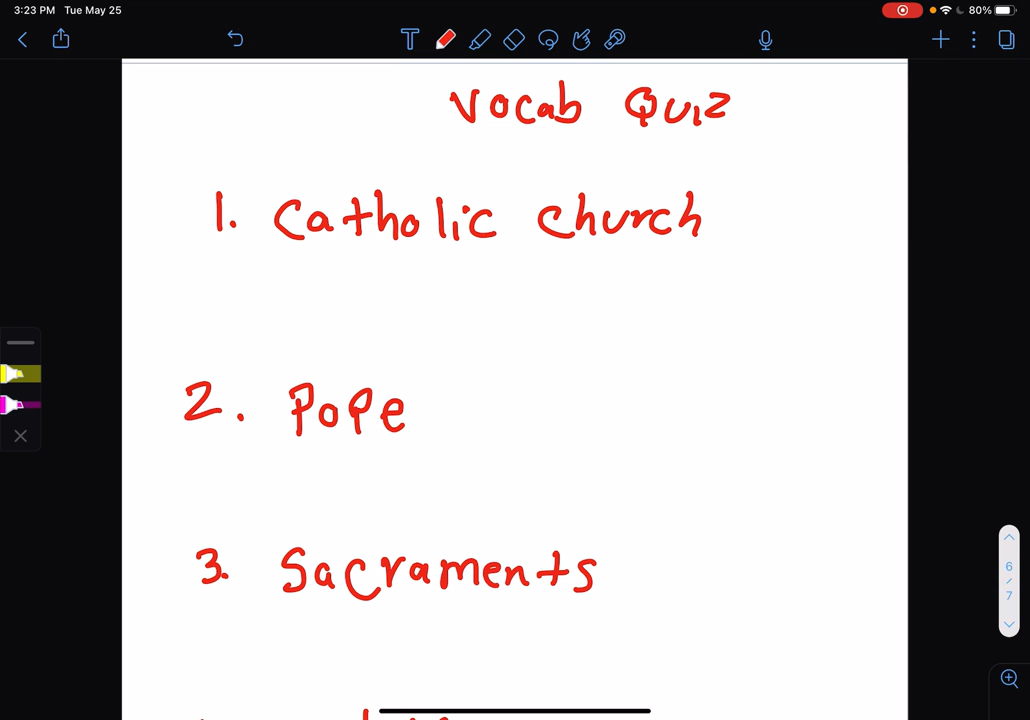 3:23 PM Tue May 25
80%
T
Vocab Quiz
1. Catholic Church
2. Pope
3. Sacraments
6
/
7